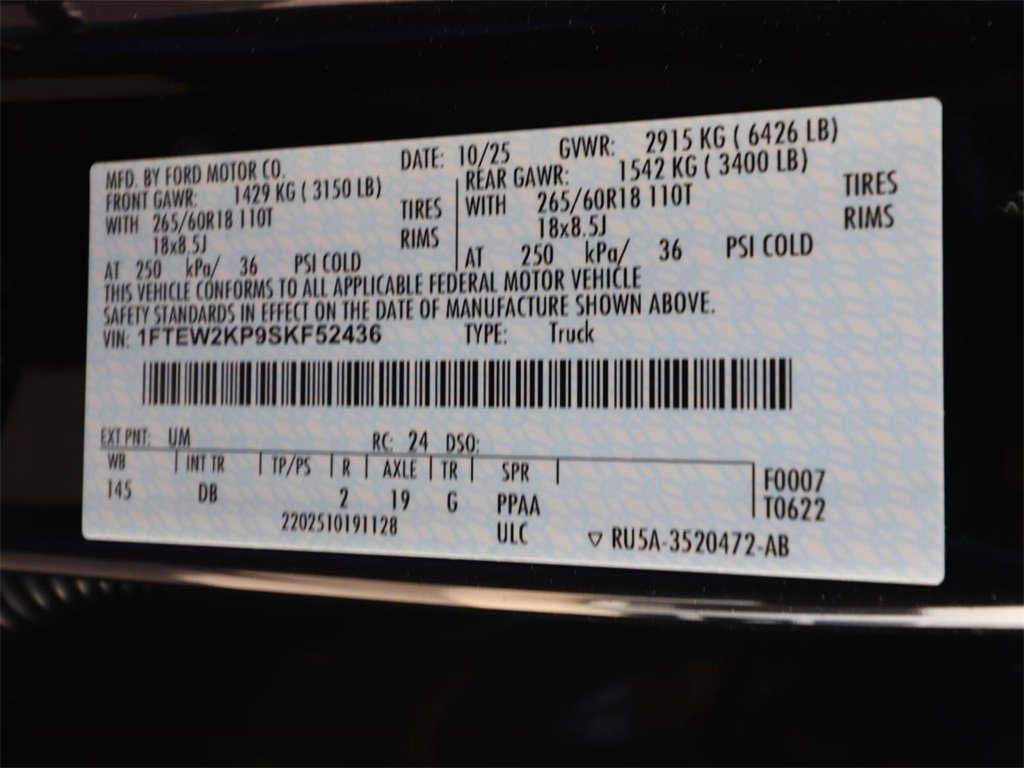 MFD. BY FORD MOTOR CO. DATE: 10/25 GVWR: 2915 KG ( 6426 LB)
FRONT GAWR: 1429 KG ( 3150 LB) REAR GAWR: 1542 KG ( 3400 LB)
WITH 265/60R18 110T TIRES WITH 265/60R18 110T TIRES
18x8.5J RIMS 18x8.5J RIMS
AT 250 kPa/ 36 PSI COLD AT 250 kPa/ 36 PSI COLD
THIS VEHICLE CONFORMS TO ALL APPLICABLE FEDERAL MOTOR VEHICLE
SAFETY STANDARDS IN EFFECT ON THE DATE OF MANUFACTURE SHOWN ABOVE.
VIN: 1FTEW2KP9SKF52436 TYPE: Truck
EXT PNT: UM RC: 24 DSO:
WB INT TR TP/PS R AXLE TR SPR F0007
145 DB 2 19 G PPAA T0622
2202510191128 ULC ▽ RU5A-3520472-AB